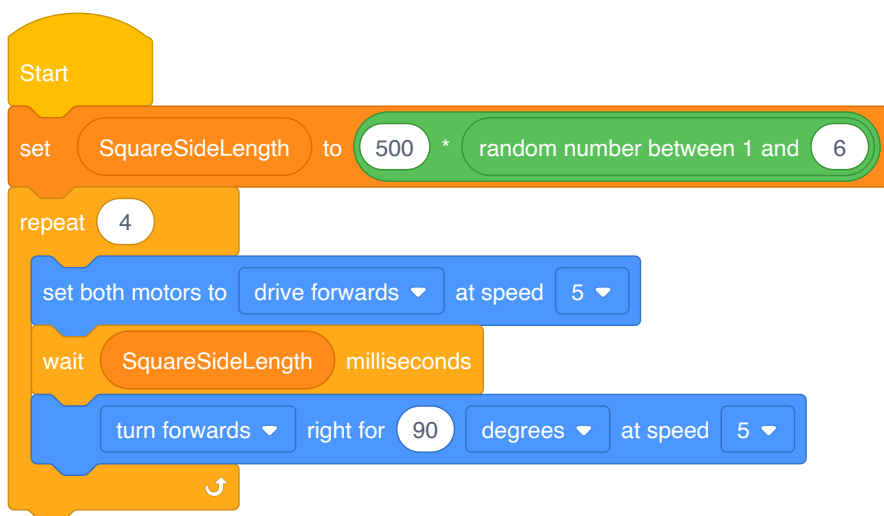 Start
set SquareSideLength to 500 * random number between 1 and 6
repeat 4
set both motors to drive forwards at speed 5
wait SquareSideLength milliseconds
turn forwards right for 90 degrees at speed 5